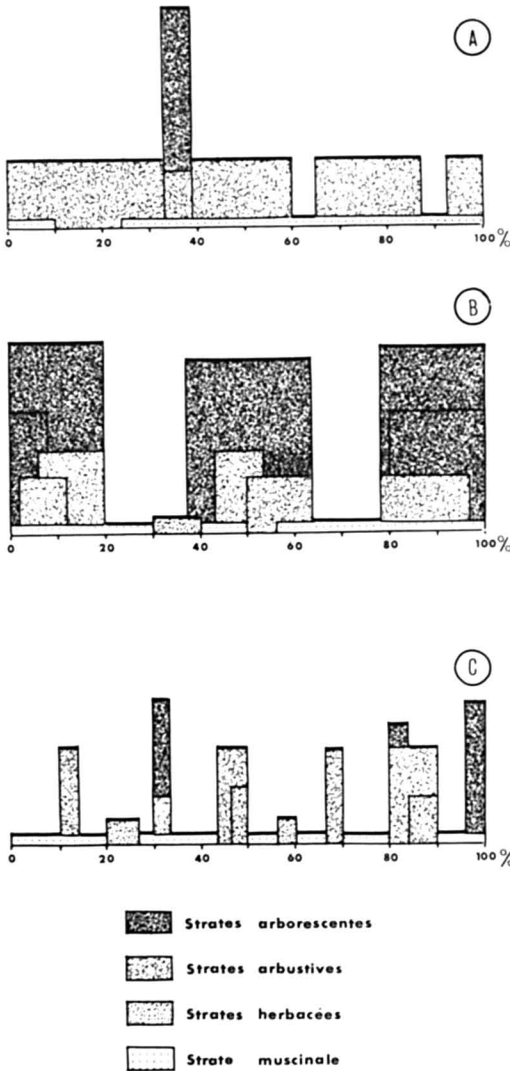 A
0 20 40 60 80 100%
B
0 20 40 60 80 100%
C
0 20 40 60 80 100%
Strates arborescentes
Strates arbustives
Strates herbacées
Strate muscinale